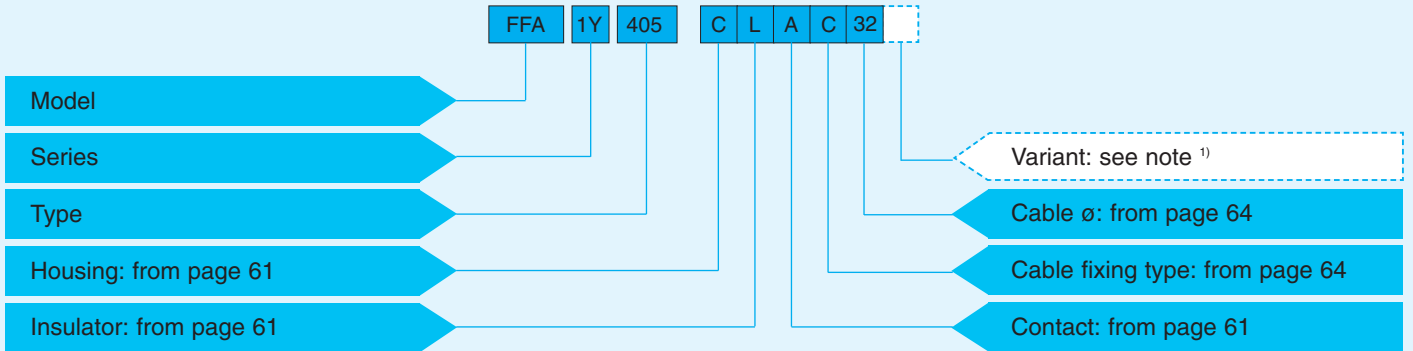 FFA 1Y 405 C L A C 32
Model
Series
Variant: see note 1)
Type
Cable ø: from page 64
Housing: from page 61
Cable fixing type: from page 64
Insulator: from page 61
Contact: from page 61